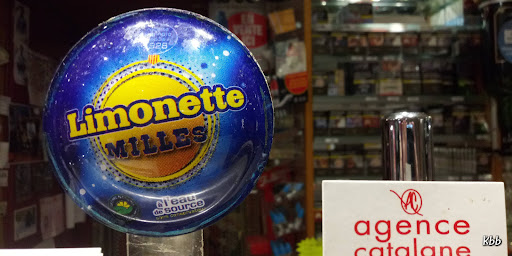 Limonette
MILLES
à l'eau
de source
agence
catalane
kbb